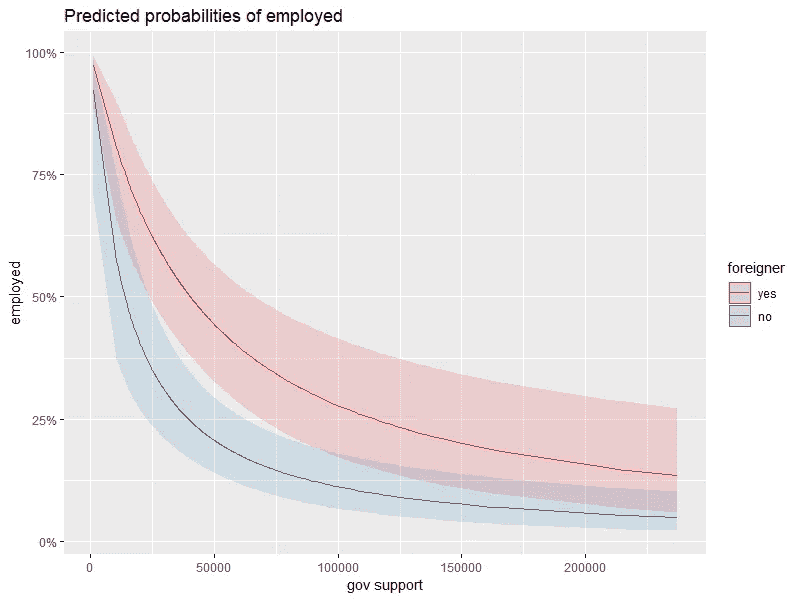 Predicted probabilities of employed
100%
75%
50%
25%
0%
employed
0
50000
100000
150000
200000
gov support
foreigner
yes
no